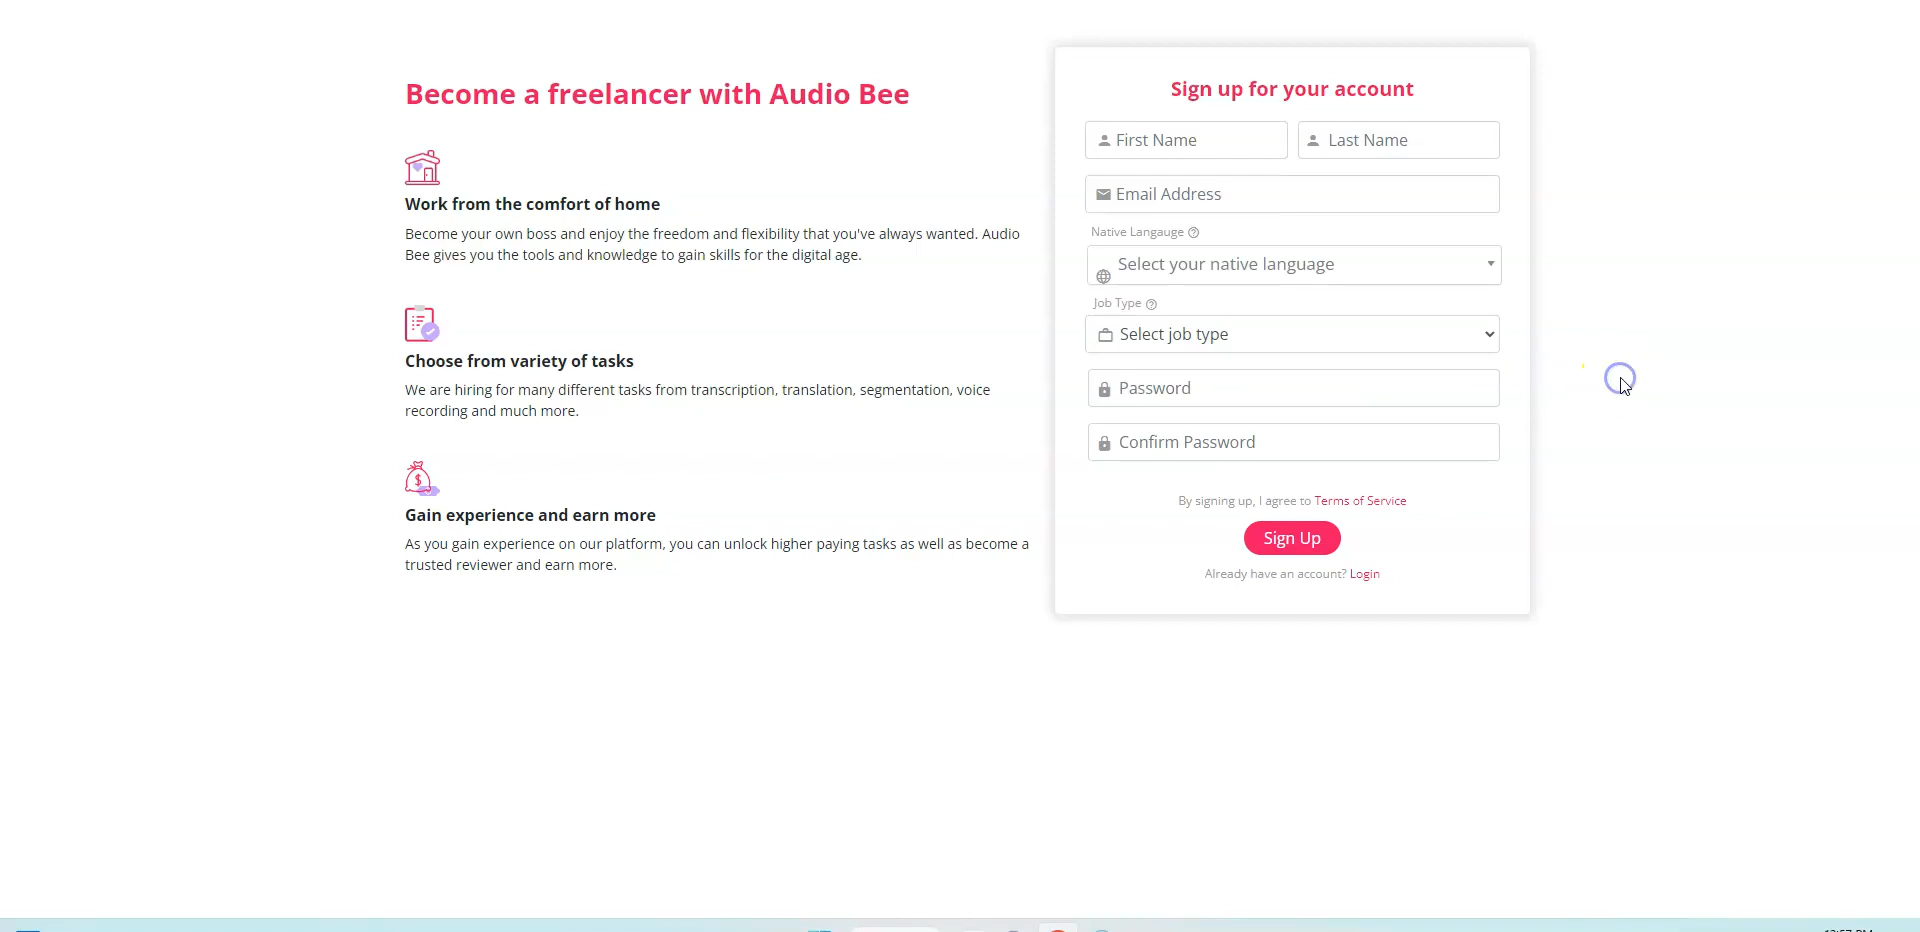 Become a freelancer with Audio Bee
Work from the comfort of home
Become your own boss and enjoy the freedom and flexibility that you've always wanted. Audio
Bee gives you the tools and knowledge to gain skills for the digital age.
Choose from variety of tasks
We are hiring for many different tasks from transcription, translation, segmentation, voice
recording and much more.
Gain experience and earn more
As you gain experience on our platform, you can unlock higher paying tasks as well as become a
trusted reviewer and earn more.
Sign up for your account
First Name Last Name
Email Address
Native Langauge
Select your native language
Job Type
Select job type
Password
Confirm Password
By signing up, I agree to Terms of Service
Sign Up
Already have an account? Login